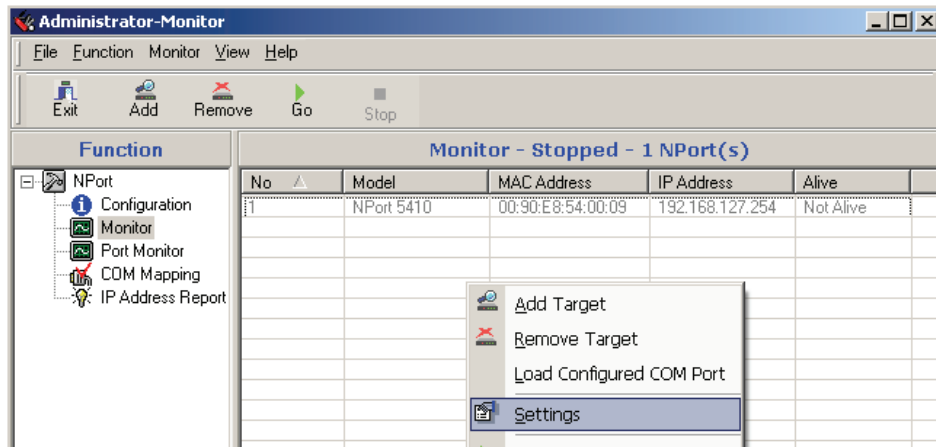 Administrator-Monitor
File Function Monitor View Help
Exit Add Remove Go Stop
Function
Monitor - Stopped - 1 NPort(s)
NPort
Configuration
Monitor
Port Monitor
COM Mapping
IP Address Report
No Model MAC Address IP Address Alive
1 NPort 5410 00:90:E8:54:00:09 192.168.127.254 Not Alive
Add Target
Remove Target
Load Configured COM Port
Settings